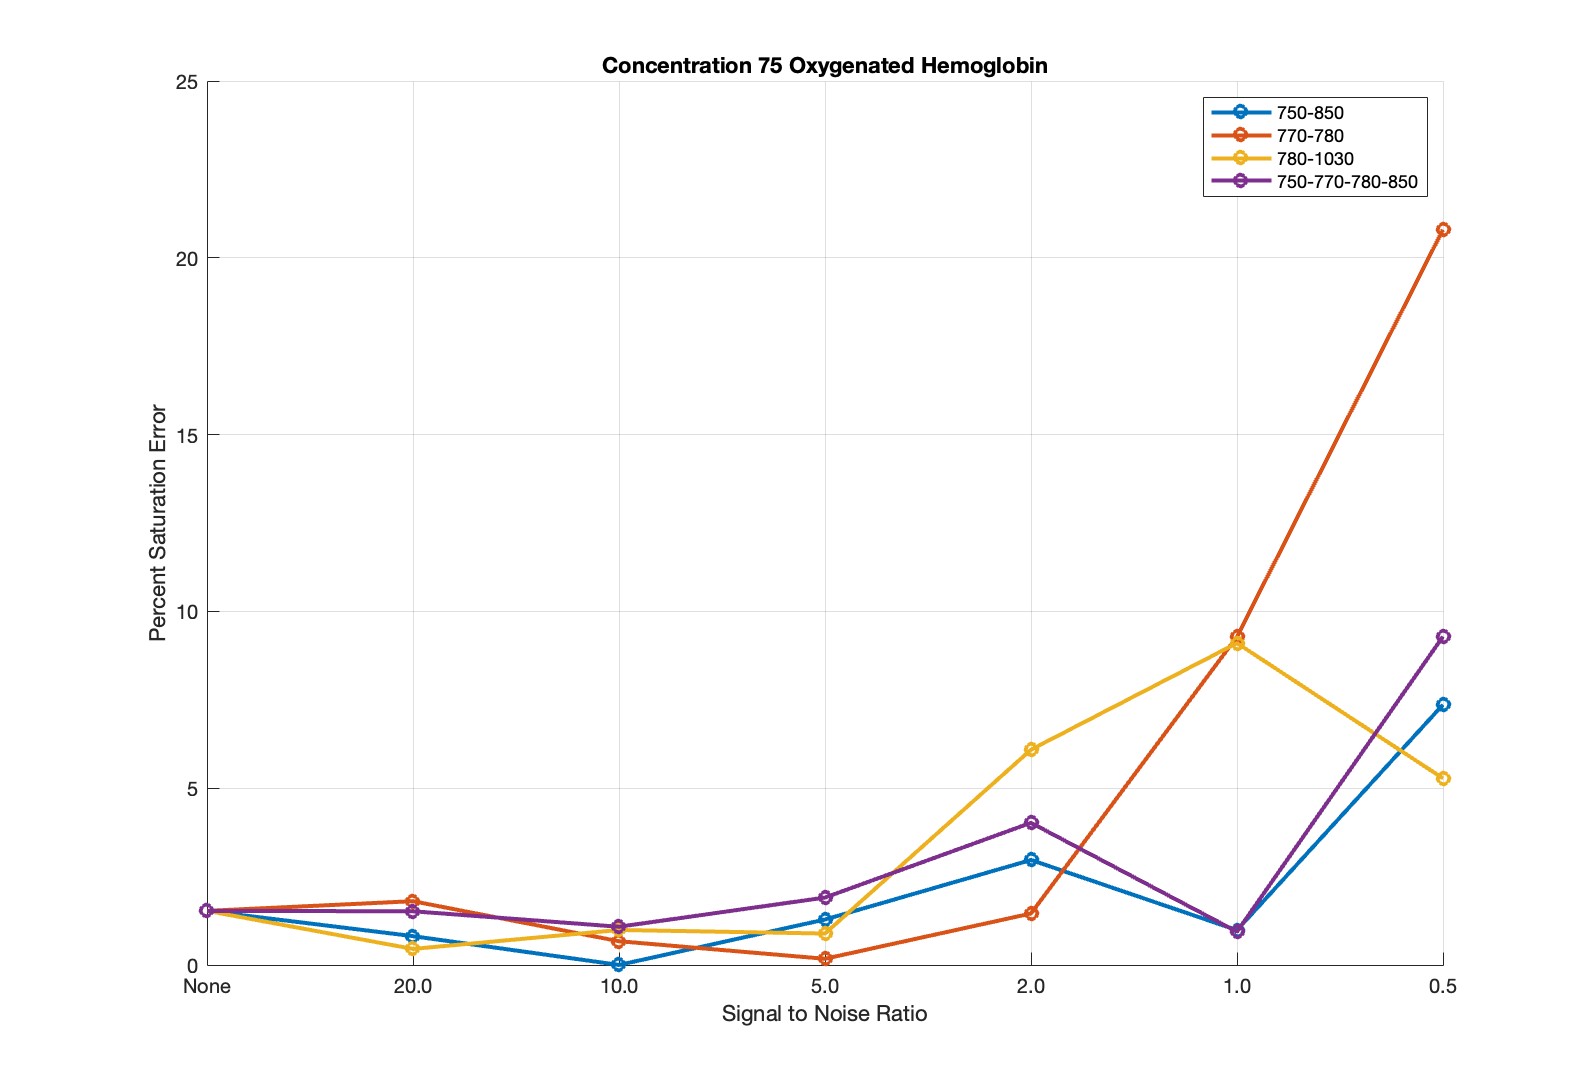 Concentration 75 Oxygenated Hemoglobin
25
20
15
10
5
0
Percent Saturation Error
750-850
770-780
780-1030
750-770-780-850
None 20.0 10.0 5.0 2.0 1.0 0.5
Signal to Noise Ratio